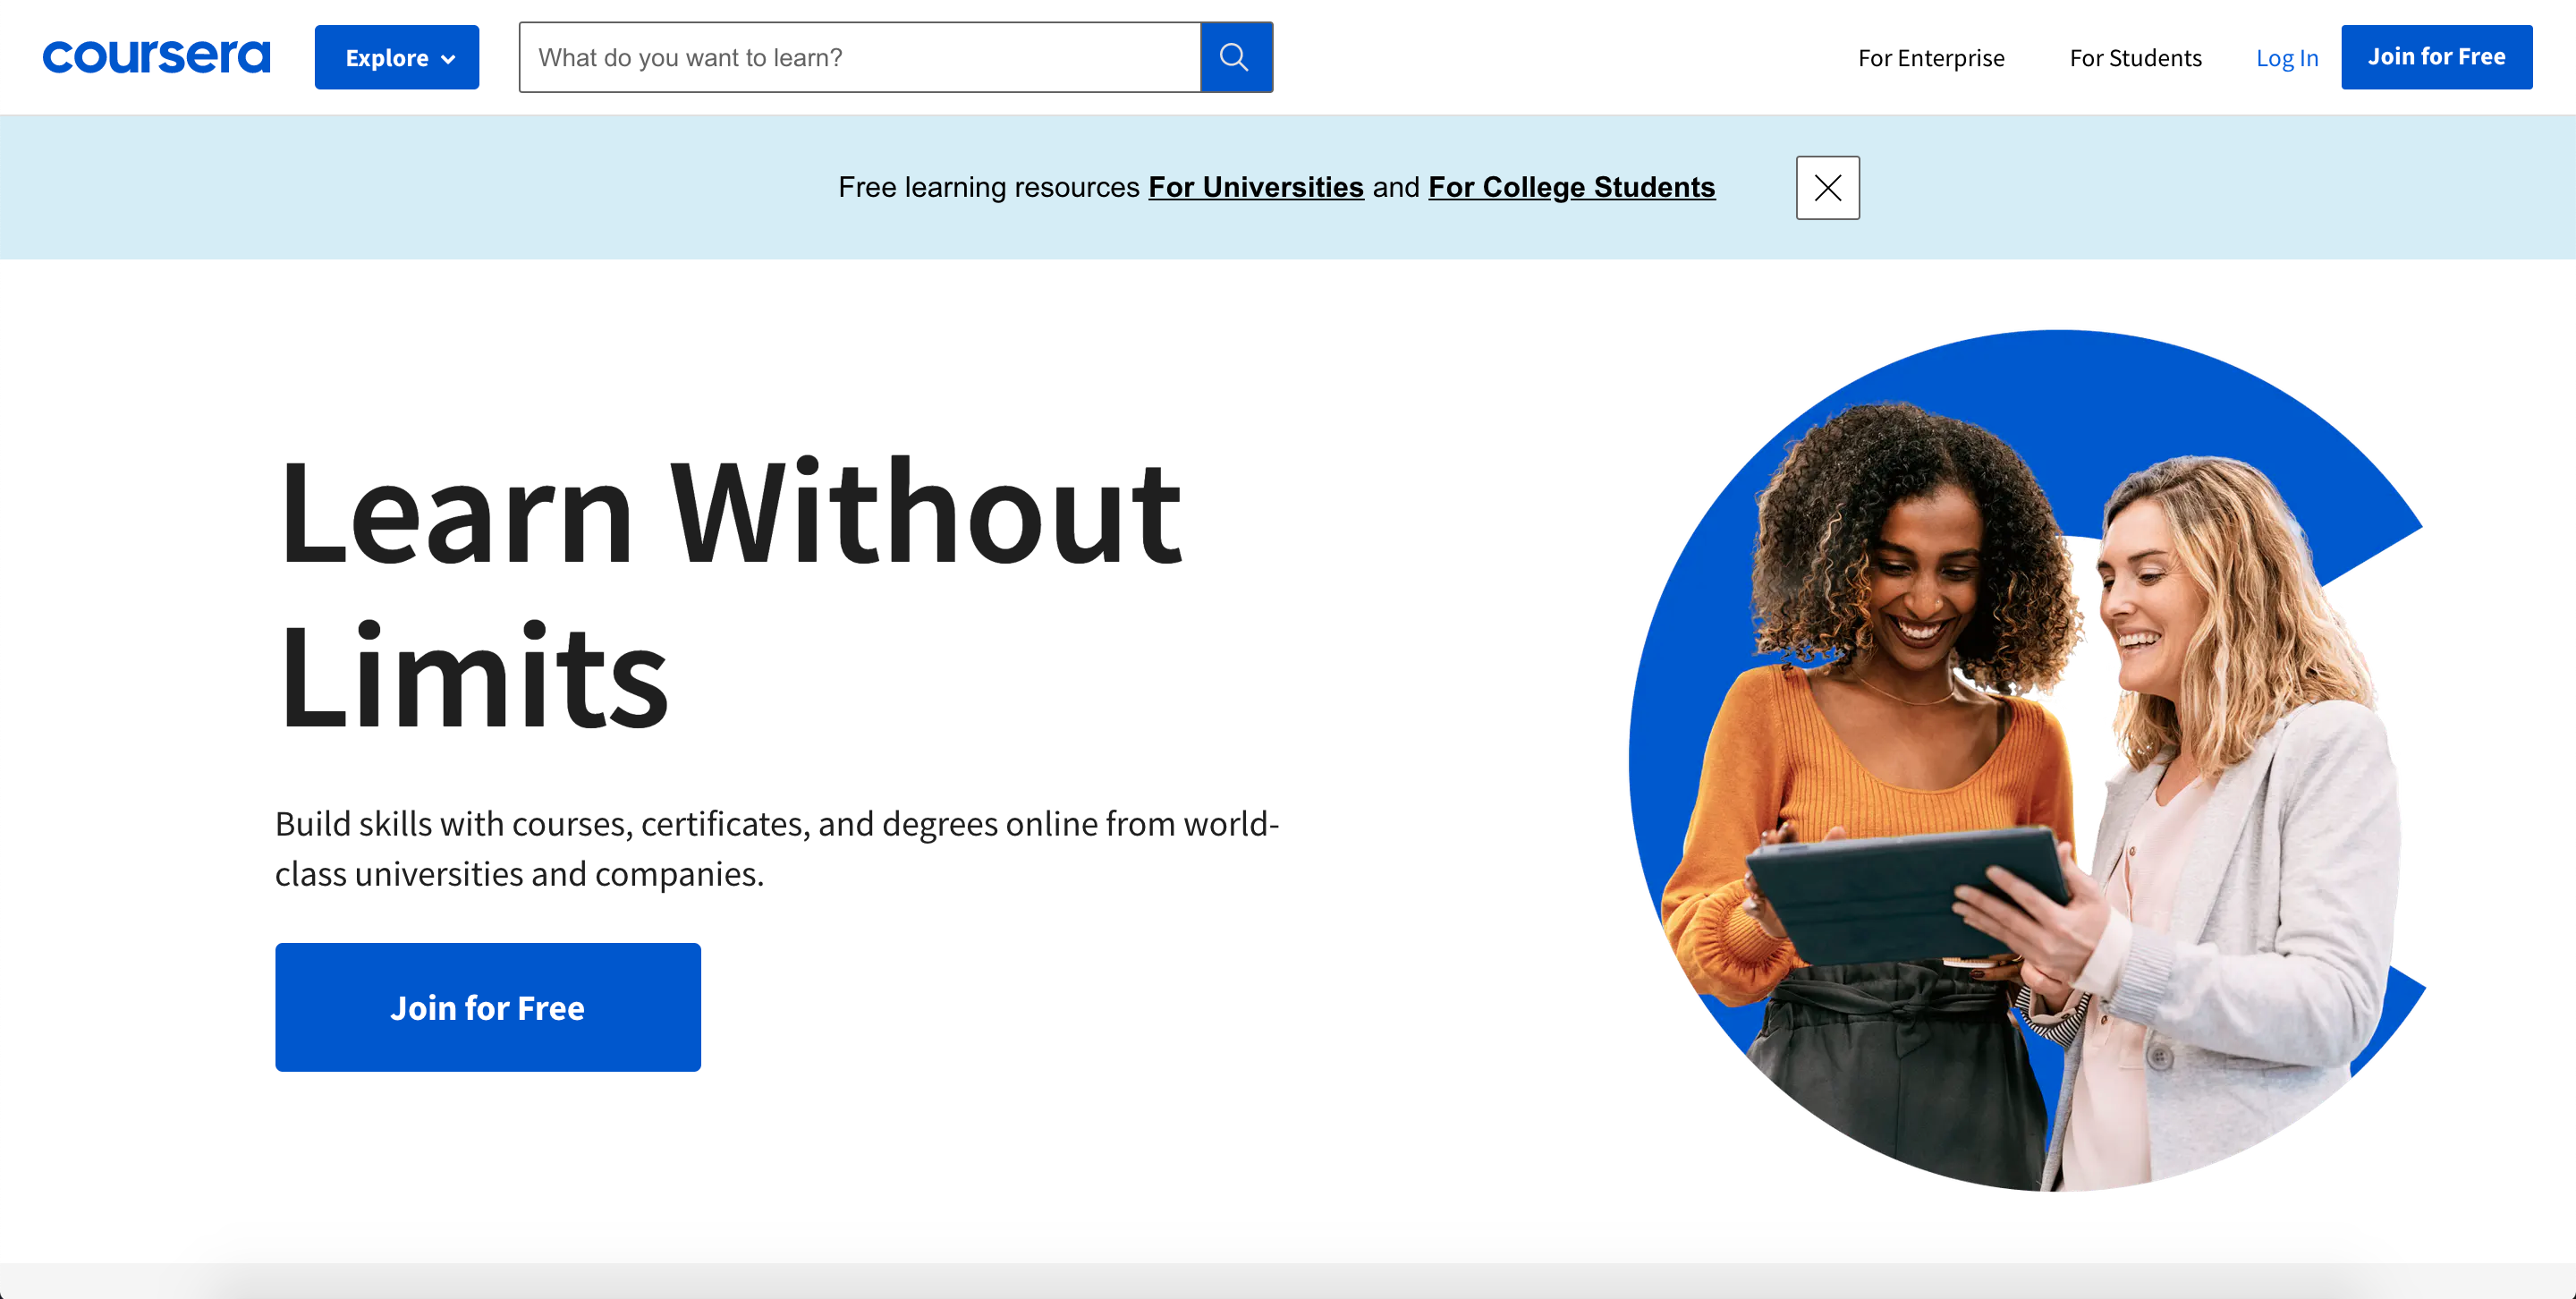 coursera
Explore
What do you want to learn?
For Enterprise
For Students
Log In
Join for Free
Free learning resources For Universities and For College Students
Learn Without
Limits
Build skills with courses, certificates, and degrees online from world-
class universities and companies.
Join for Free